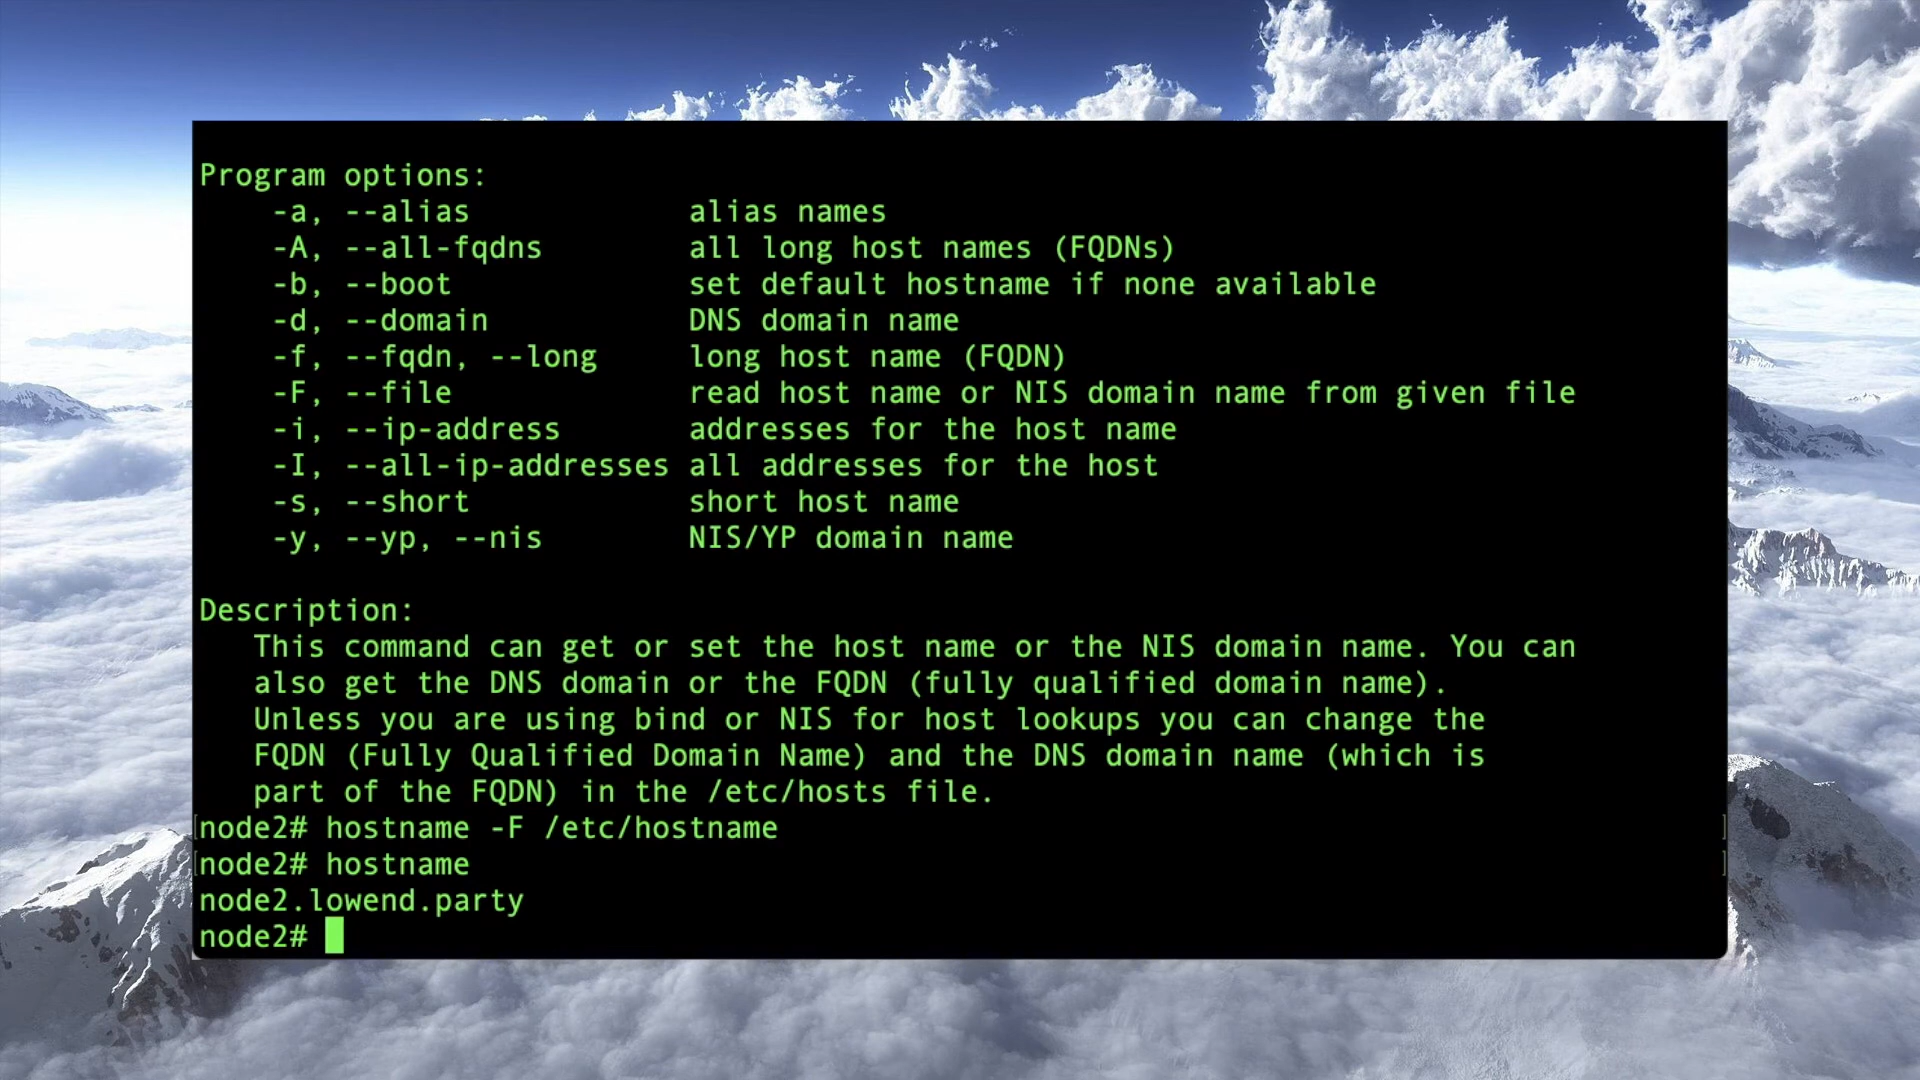 Program options:
    -a, --alias            alias names
    -A, --all-fqdns        all long host names (FQDNs)
    -b, --boot             set default hostname if none available
    -d, --domain           DNS domain name
    -f, --fqdn, --long     long host name (FQDN)
    -F, --file             read host name or NIS domain name from given file
    -i, --ip-address       addresses for the host name
    -I, --all-ip-addresses all addresses for the host
    -s, --short            short host name
    -y, --yp, --nis        NIS/YP domain name

Description:
   This command can get or set the host name or the NIS domain name. You can
   also get the DNS domain or the FQDN (fully qualified domain name).
   Unless you are using bind or NIS for host lookups you can change the
   FQDN (Fully Qualified Domain Name) and the DNS domain name (which is
   part of the FQDN) in the /etc/hosts file.
[node2# hostname -F /etc/hostname ]
[node2# hostname ]
node2.lowend.party
node2#